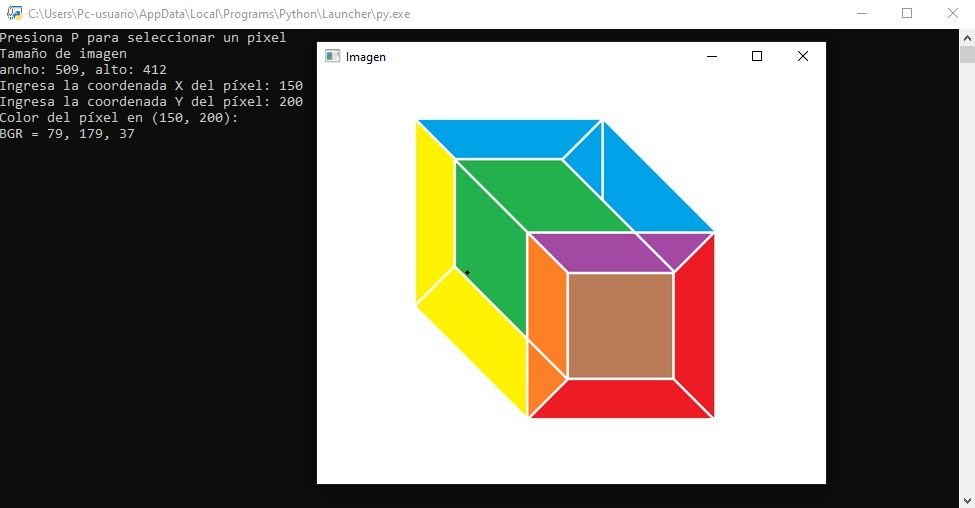 C:\Users\Pc-usuario\AppData\Local\Programs\Python\Launcher\py.exe
Presiona P para seleccionar un pixel
Tamaño de imagen
ancho: 509, alto: 412
Ingresa la coordenada X del píxel: 150
Ingresa la coordenada Y del píxel: 200
Color del píxel en (150, 200):
BGR = 79, 179, 37
Imagen